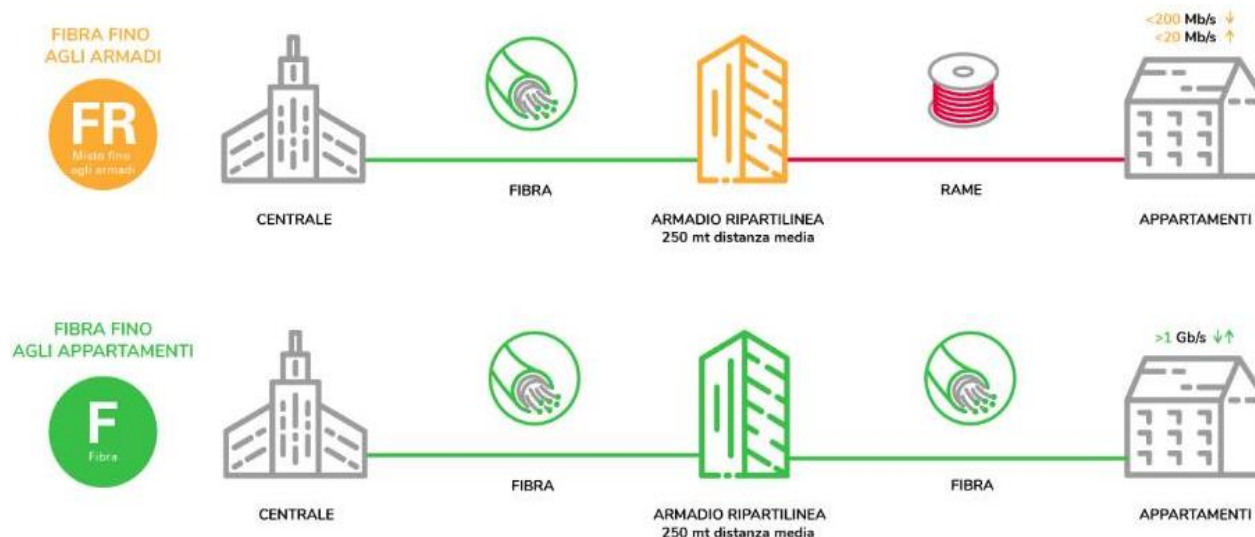 FIBRA FINO
AGLI ARMADI
FR
Misto fino
agli armadi
<200 Mb/s ↓
<20 Mb/s ↑
FIBRA
RAME
CENTRALE
ARMADIO RIPARTILINEA
250 mt distanza media
APPARTAMENTI
FIBRA FINO
AGLI APPARTAMENTI
F
Fibra
>1 Gb/s ↓↑
FIBRA
FIBRA
CENTRALE
ARMADIO RIPARTILINEA
250 mt distanza media
APPARTAMENTI